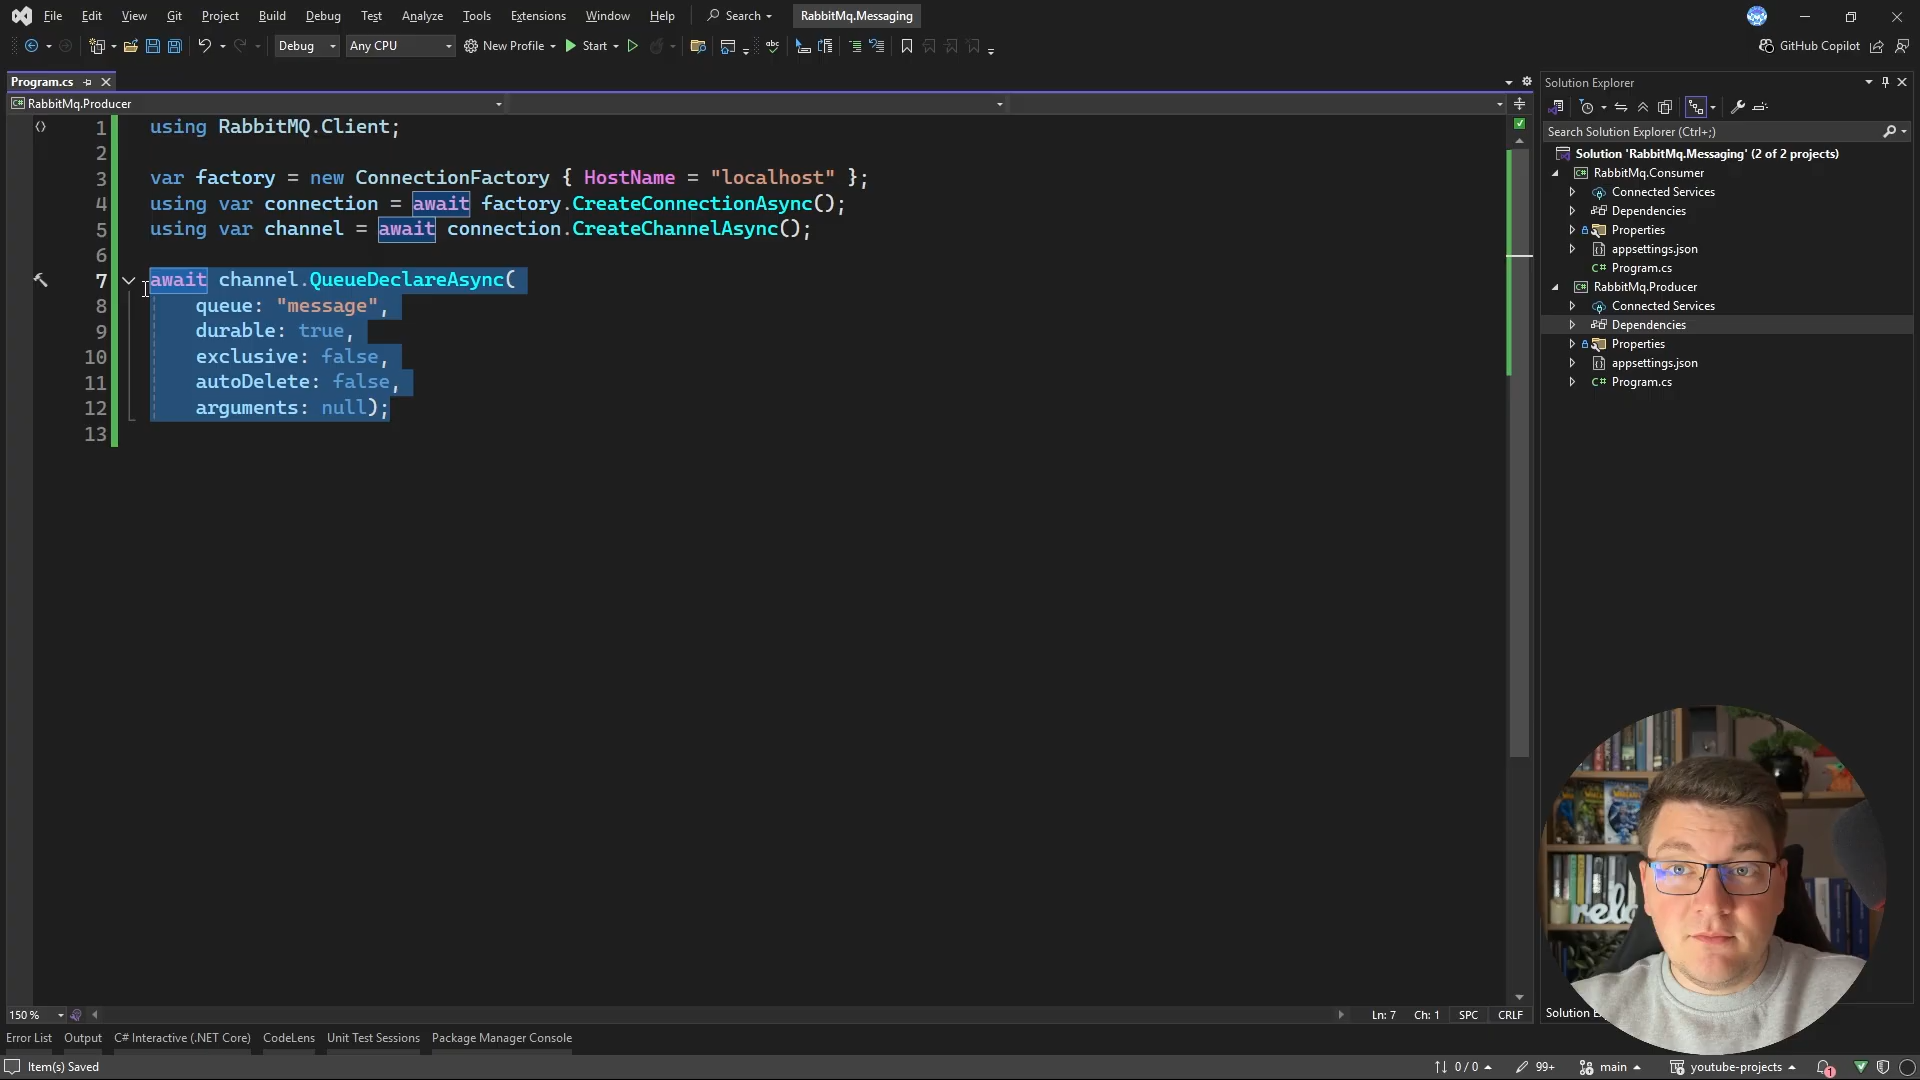 File Edit View Git Project Build Debug Test Analyze Tools Extensions Window Help Search RabbitMq.Messaging
Debug Any CPU New Profile Start GitHub Copilot
Program.cs
RabbitMq.Producer
1 using RabbitMQ.Client;
2
3 var factory = new ConnectionFactory { HostName = "localhost" };
4 using var connection = await factory.CreateConnectionAsync();
5 using var channel = await connection.CreateChannelAsync();
6
7 await channel.QueueDeclareAsync(
8 queue: "message",
9 durable: true,
10 exclusive: false,
11 autoDelete: false,
12 arguments: null);
13
Solution Explorer
Search Solution Explorer (Ctrl+;)
Solution 'RabbitMq.Messaging' (2 of 2 projects)
C# RabbitMq.Consumer
Connected Services
Dependencies
Properties
appsettings.json
C# Program.cs
C# RabbitMq.Producer
Connected Services
Dependencies
Properties
appsettings.json
C# Program.cs
150 % Ln: 7 Ch: 1 SPC CRLF
Solution
Error List Output C# Interactive (.NET Core) CodeLens Unit Test Sessions Package Manager Console
Item(s) Saved 0 / 0 99+ main youtube-projects 1